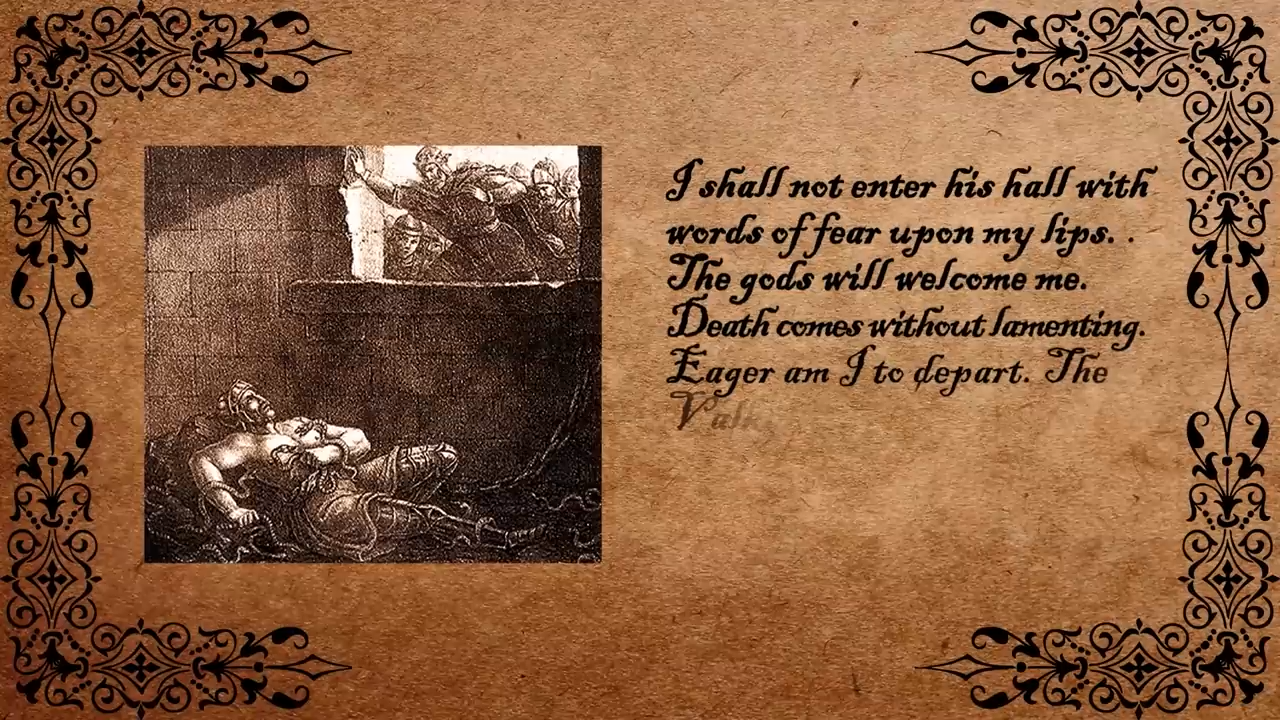 I shall not enter his hall with
words of fear upon my lips. .
The gods will welcome me.
Death comes without lamenting.
Eager am I to depart. The